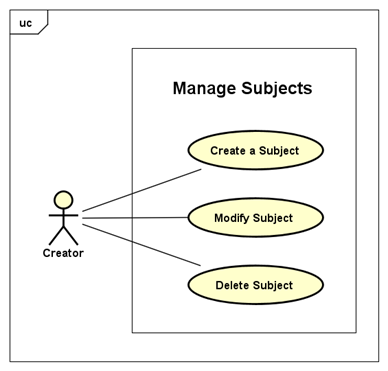 uc
Manage Subjects
Create a Subject
Modify Subject
Creator
Delete Subject